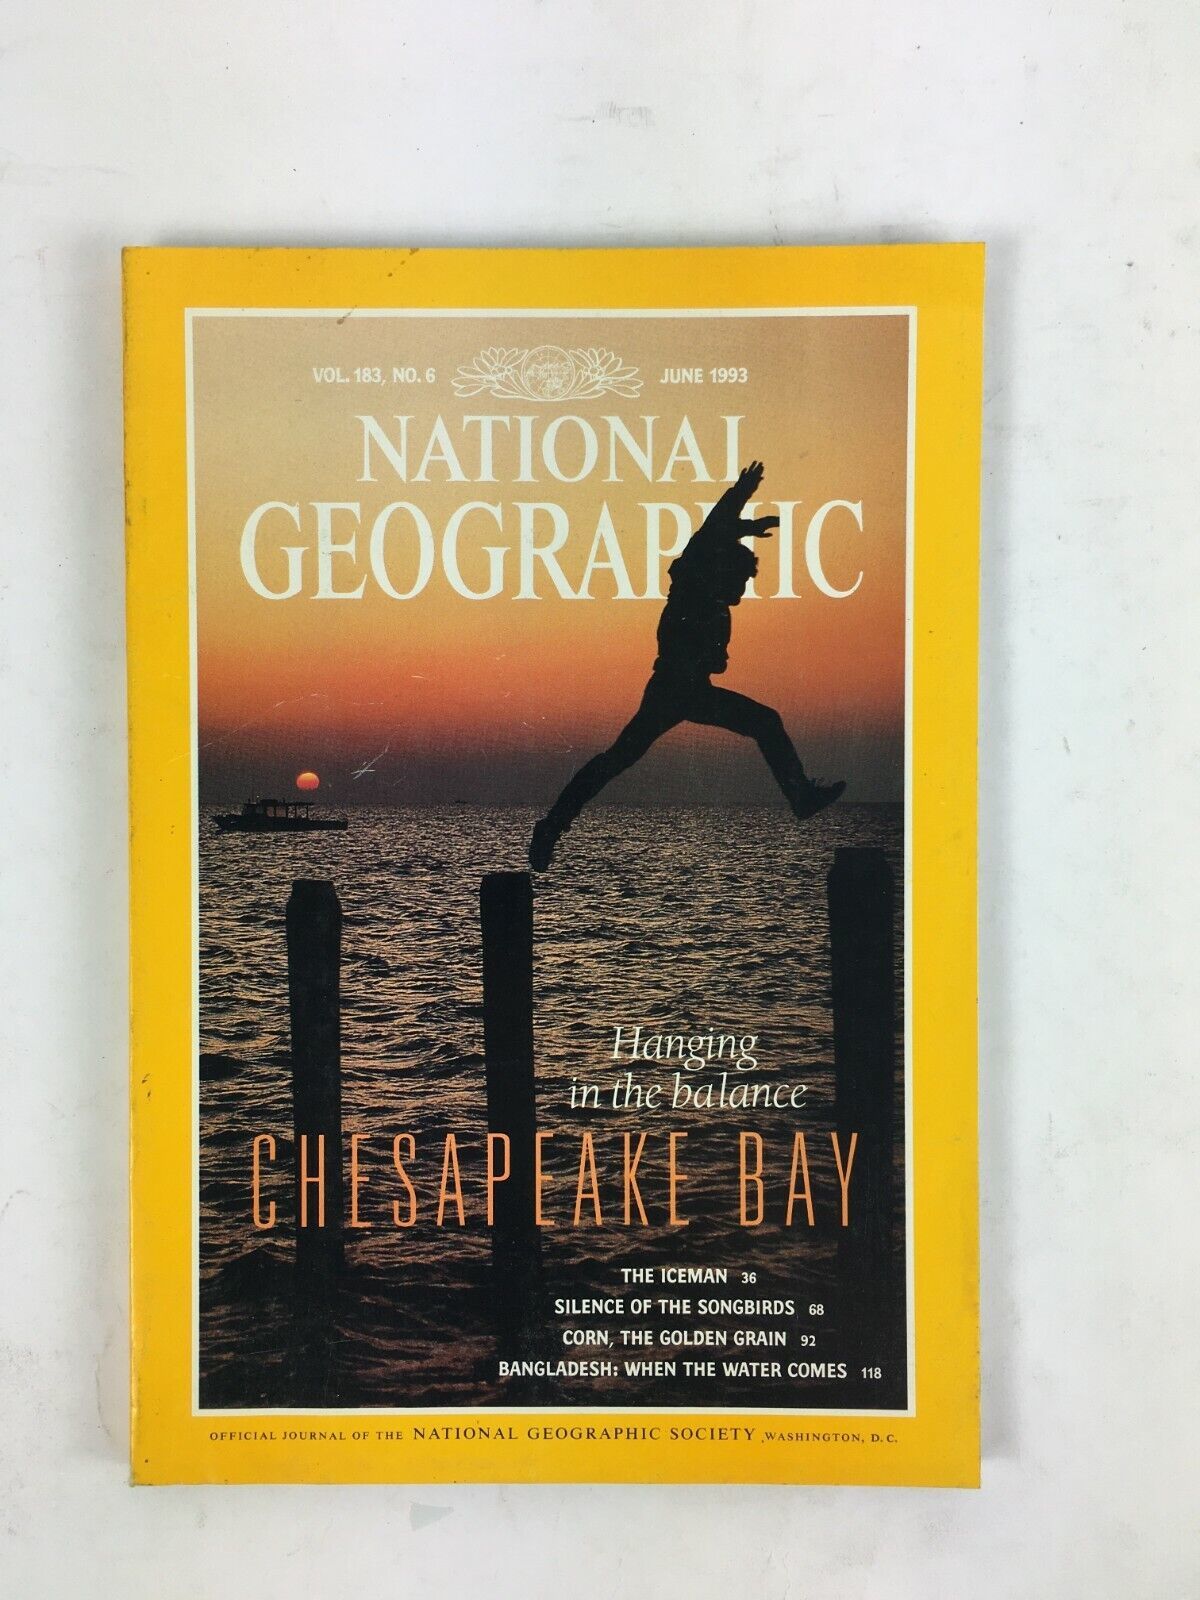 VOL. 183, NO. 6 JUNE 1993
NATIONAL
GEOGRAPHIC
Hanging
in the balance
CHESAPEAKE BAY
THE ICEMAN 36
SILENCE OF THE SONGBIRDS 68
CORN, THE GOLDEN GRAIN 92
BANGLADESH: WHEN THE WATER COMES 118
OFFICIAL JOURNAL OF THE NATIONAL GEOGRAPHIC SOCIETY WASHINGTON, D.C.